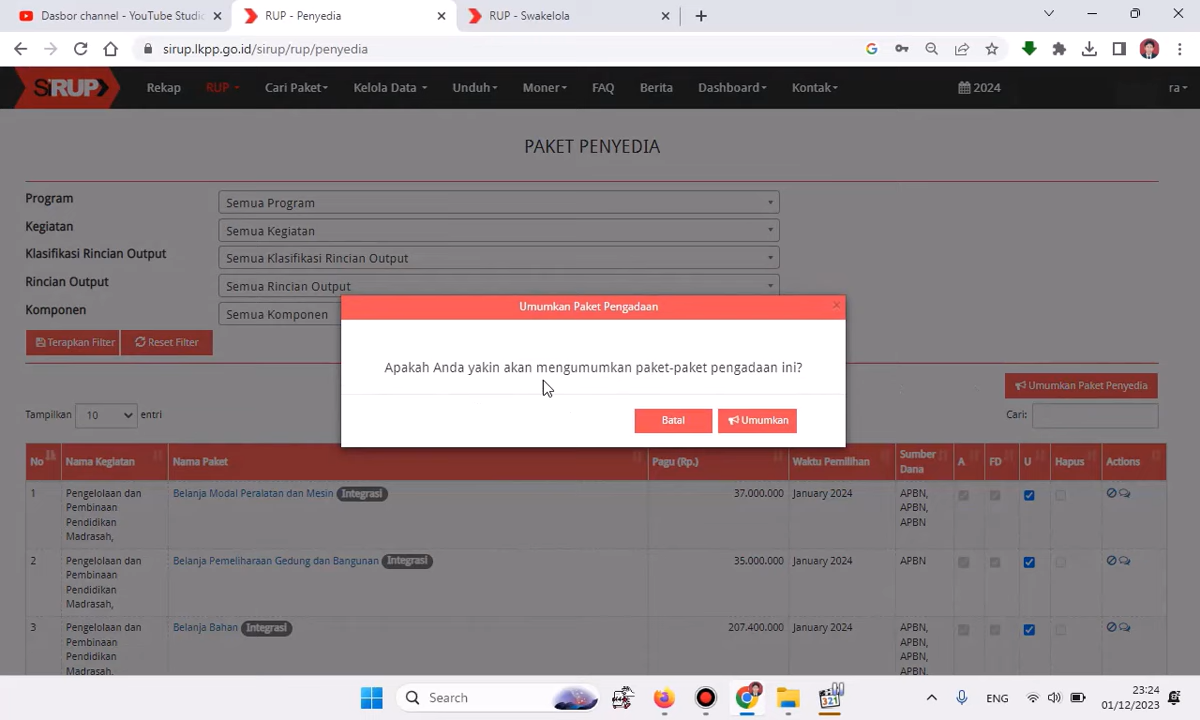 Dasbor channel - YouTube Studi
RUP - Penyedia
RUP - Swakelola
sirup.lkpp.go.id/sirup/rup/penyedia
SiRUP
Rekap
RUP
Cari Paket
Kelola Data
Unduh
Moner
FAQ
Berita
Dashboard
Kontak
2024
ra
PAKET PENYEDIA
Program
Semua Program
Kegiatan
Semua Kegiatan
Klasifikasi Rincian Output
Semua Klasifikasi Rincian Output
Rincian Output
Semua Rincian Output
Komponen
Semua Komponen
Terapkan Filter
Reset Filter
Umumkan Paket Pengadaan
×
Apakah Anda yakin akan mengumumkan paket-paket pengadaan ini?
Batal
Umumkan
Umumkan Paket Penyedia
Tampilkan 10 entri
Cari:
No Nama Kegiatan Nama Paket Pagu (Rp.) Waktu Pemilihan Sumber Dana A FD U Hapus Actions
1 Pengelolaan dan Belanja Modal Peralatan dan Mesin Integrasi 37.000.000 January 2024 APBN,
Pembinaan APBN,
Pendidikan APBN
Madrasah,
2 Pengelolaan dan Belanja Pemeliharaan Gedung dan Bangunan Integrasi 35.000.000 January 2024 APBN
Pembinaan
Pendidikan
Madrasah,
3 Pengelolaan dan Belanja Bahan Integrasi 207.400.000 January 2024 APBN,
Pembinaan APBN,
Pendidikan APBN,
Madrasah, APBN,
Search
321
ENG
23:24
01/12/2023